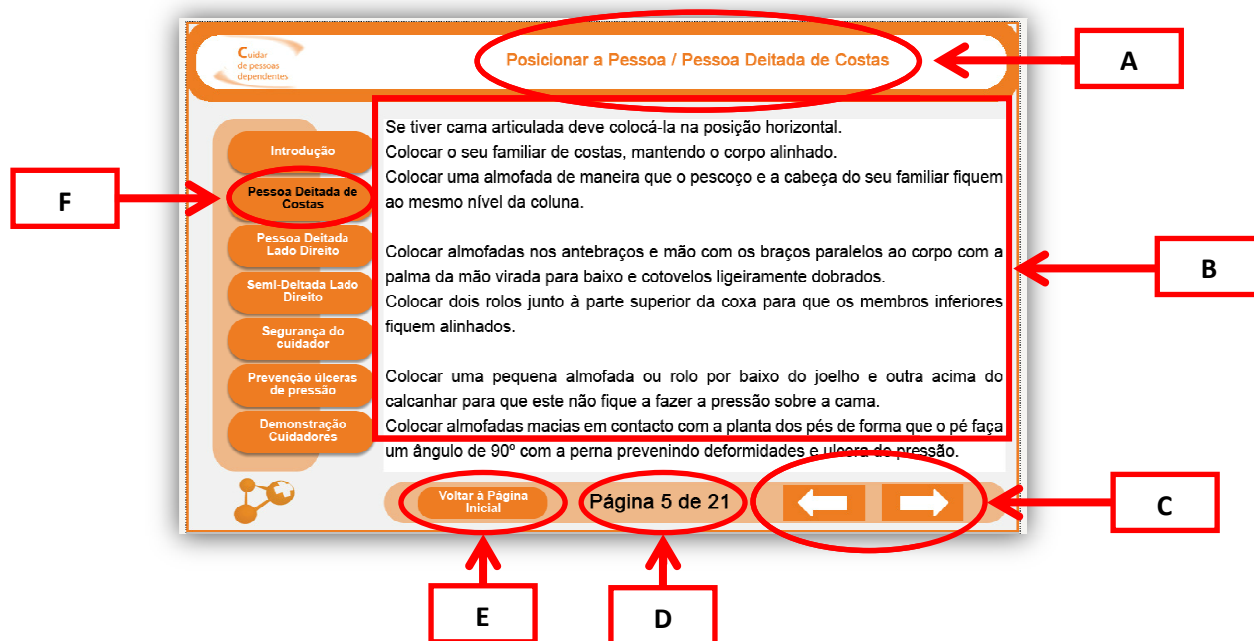 Cuidar
de pessoas
dependentes
Posicionar a Pessoa / Pessoa Deitada de Costas
A
Introdução
Pessoa Deitada de
Costas
Pessoa Deitada
Lado Direito
Semi-Deitada Lado
Direito
Segurança do
cuidador
Prevenção úlceras
de pressão
Demonstração
Cuidadores
F
Se tiver cama articulada deve colocá-la na posição horizontal.
Colocar o seu familiar de costas, mantendo o corpo alinhado.
Colocar uma almofada de maneira que o pescoço e a cabeça do seu familiar fiquem
ao mesmo nível da coluna.
Colocar almofadas nos antebraços e mão com os braços paralelos ao corpo com a
palma da mão virada para baixo e cotovelos ligeiramente dobrados.
Colocar dois rolos junto à parte superior da coxa para que os membros inferiores
fiquem alinhados.
Colocar uma pequena almofada ou rolo por baixo do joelho e outra acima do
calcanhar para que este não fique a fazer a pressão sobre a cama.
Colocar almofadas macias em contacto com a planta dos pés de forma que o pé faça
um ângulo de 90º com a perna prevenindo deformidades e ulcera de pressão.
B
Voltar à Página
Inicial
Página 5 de 21
C
E
D